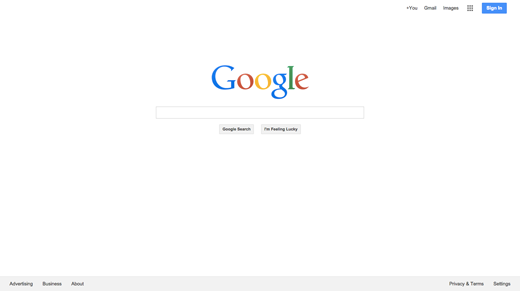 +You Gmail Images Sign in
Google
Google Search I'm Feeling Lucky
Advertising Business About Privacy & Terms Settings